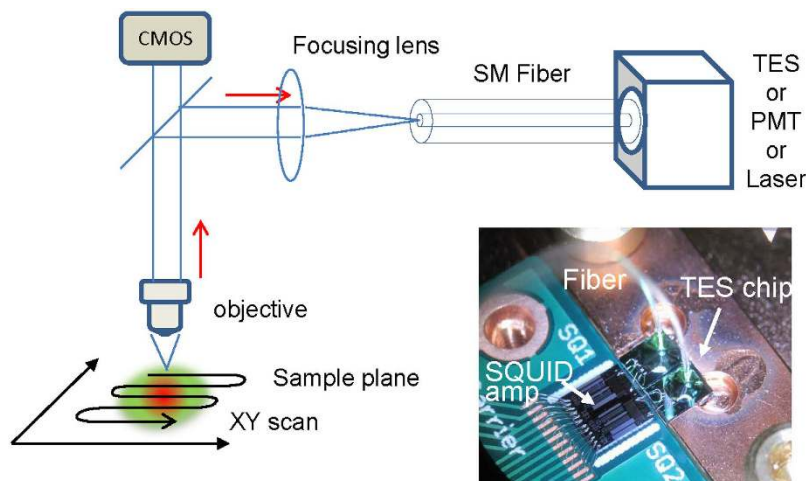 CMOS
Focusing lens
SM Fiber
TES
or
PMT
or
Laser
objective
Sample plane
XY scan
Fiber
TES chip
SQ1
SQUID
amp
SQ2